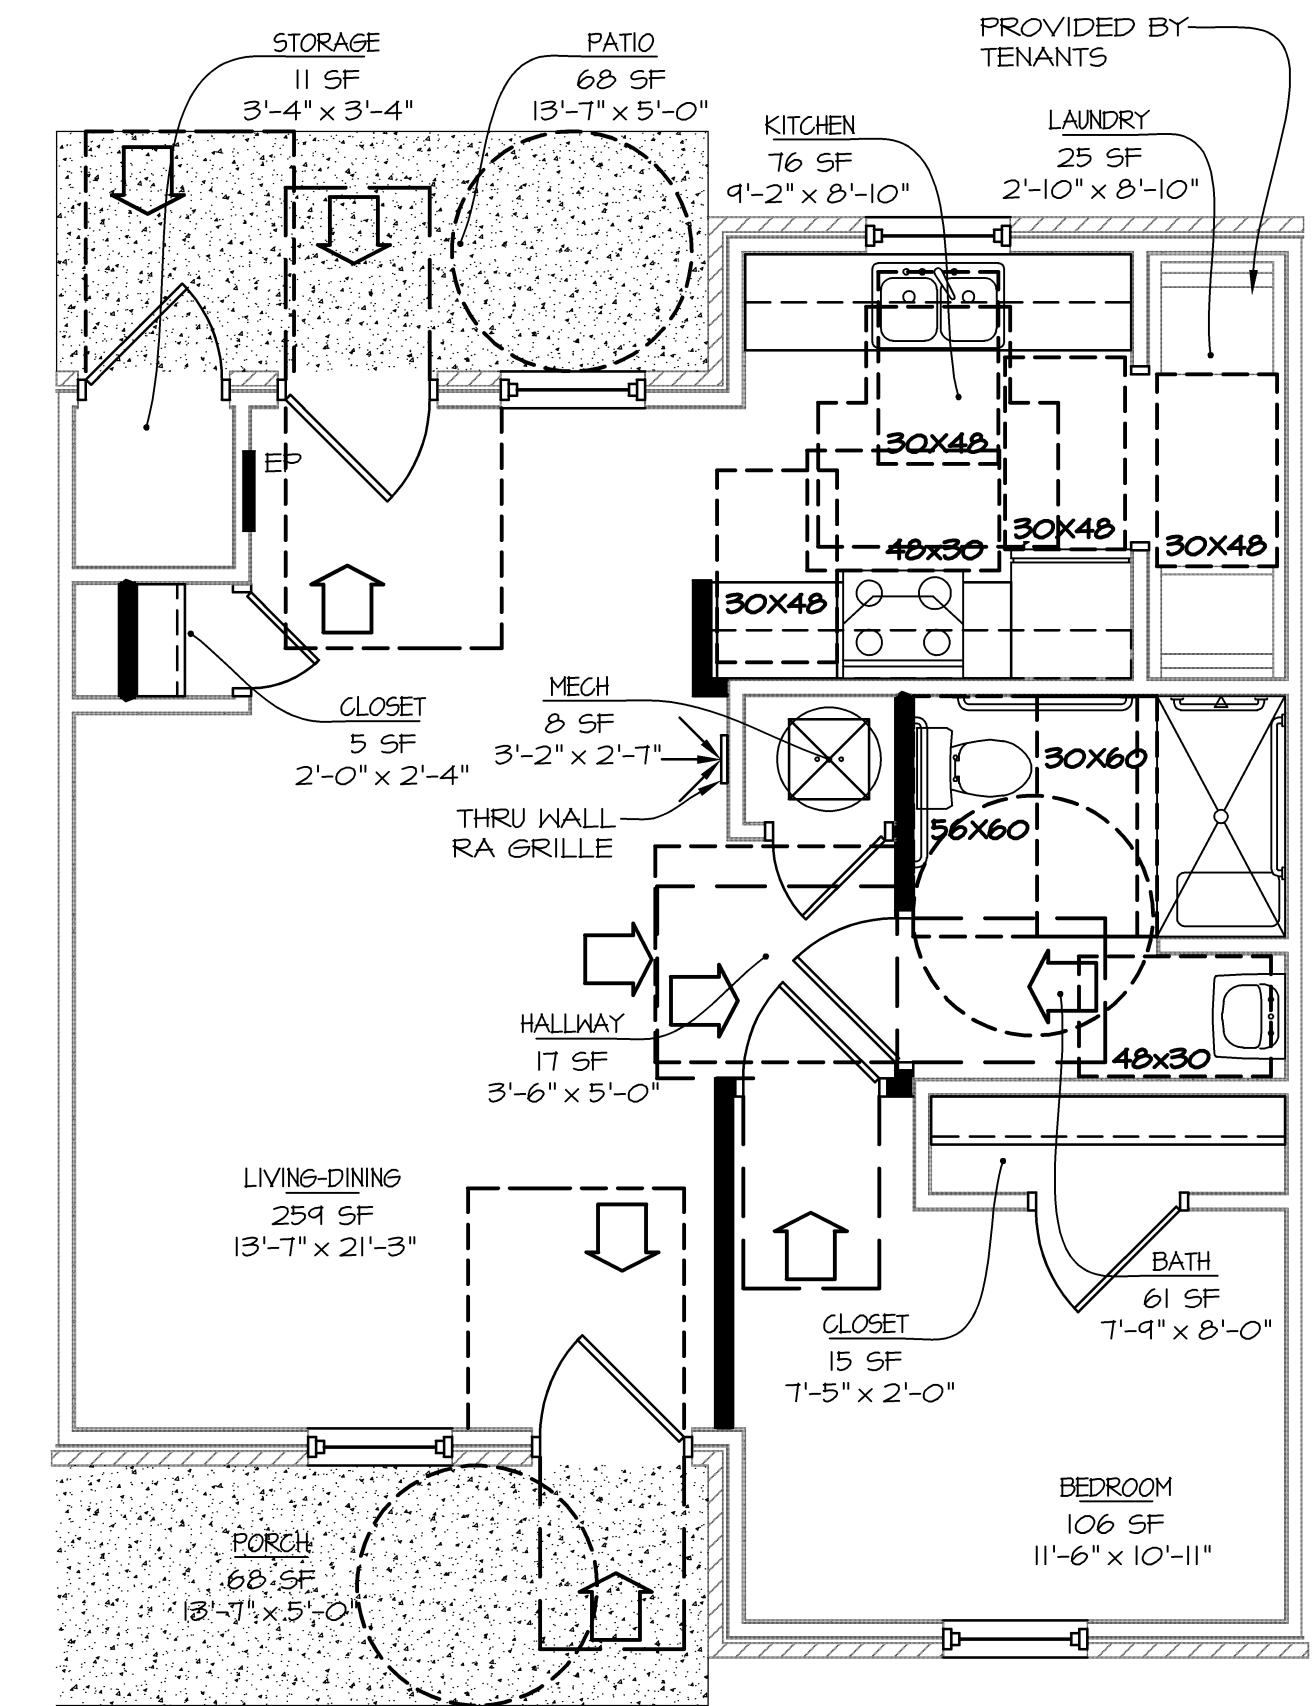 STORAGE
11 SF
3'-4" x 3'-4"
PATIO
68 SF
13'-7" x 5'-0"
PROVIDED BY
TENANTS
KITCHEN
76 SF
9'-2" x 8'-10"
LAUNDRY
25 SF
2'-10" x 8'-10"
EP
30X48
48x30
30X48
30X48
30X48
CLOSET
5 SF
2'-0" x 2'-4"
MECH
8 SF
3'-2" x 2'-7"
THRU WALL
RA GRILLE
30X60
56X60
HALLWAY
17 SF
3'-6" x 5'-0"
48x30
LIVING-DINING
259 SF
13'-7" x 21'-3"
BATH
61 SF
7'-9" x 8'-0"
CLOSET
15 SF
7'-5" x 2'-0"
BEDROOM
106 SF
11'-6" x 10'-11"
PORCH
68 SF
13'-7" x 5'-0"